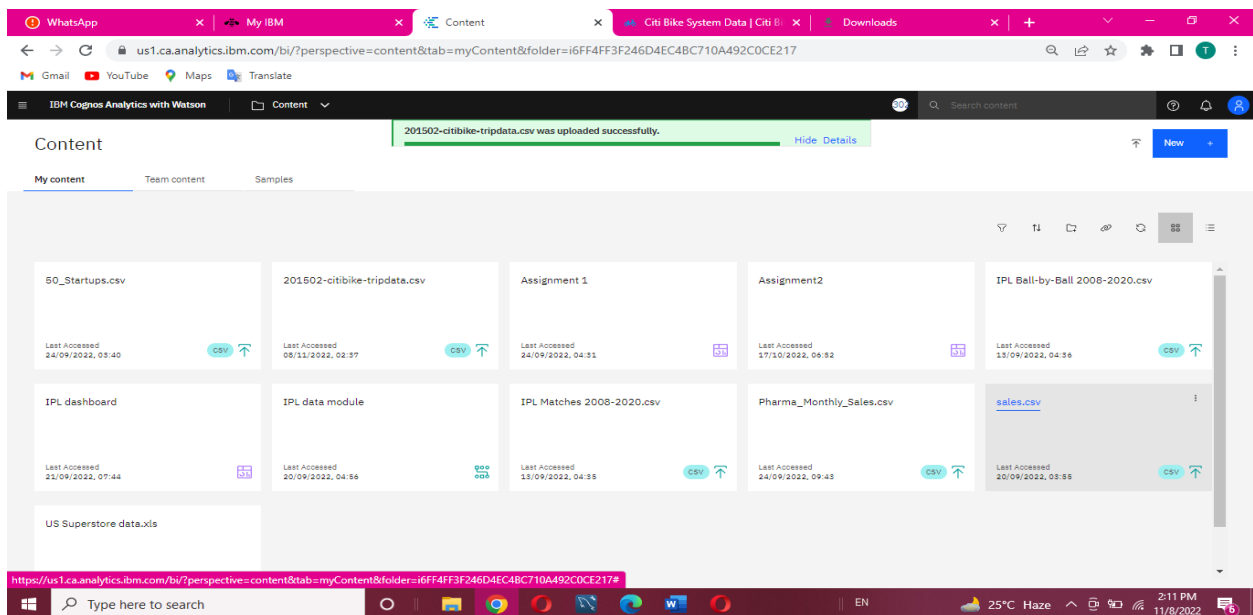 WhatsApp My IBM Content Citi Bike System Data | Citi Bi Downloads
us1.ca.analytics.ibm.com/bi/?perspective=content&tab=myContent&folder=i6FF4FF3F246D4EC4BC710A492C0CE217 T
Gmail YouTube Maps Translate
IBM Cognos Analytics with Watson Content Search content
201502-citibike-tripdata.csv was uploaded successfully.
Hide Details
Content
New +
My content Team content Samples
50_Startups.csv 201502-citibike-tripdata.csv Assignment 1 Assignment2 IPL Ball-by-Ball 2008-2020.csv
Last Accessed Last Accessed Last Accessed Last Accessed Last Accessed
24/09/2022, 03:40 CSV 08/11/2022, 02:37 CSV 24/09/2022, 04:31 17/10/2022, 06:52 13/09/2022, 04:36 CSV
IPL dashboard IPL data module IPL Matches 2008-2020.csv Pharma_Monthly_Sales.csv sales.csv
Last Accessed Last Accessed Last Accessed Last Accessed Last Accessed
21/09/2022, 07:44 20/09/2022, 04:56 13/09/2022, 04:35 CSV 24/09/2022, 09:43 CSV 20/09/2022, 03:55 CSV
US Superstore data.xls
https://us1.ca.analytics.ibm.com/bi/?perspective=content&tab=myContent&folder=i6FF4FF3F246D4EC4BC710A492C0CE217#
Type here to search EN 25°C Haze 2:11 PM
11/8/2022